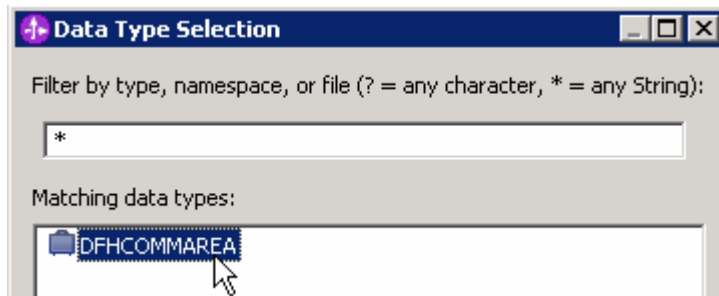 Data Type Selection
Filter by type, namespace, or file (? = any character, * = any String):
*
Matching data types:
DFHCOMMAREA